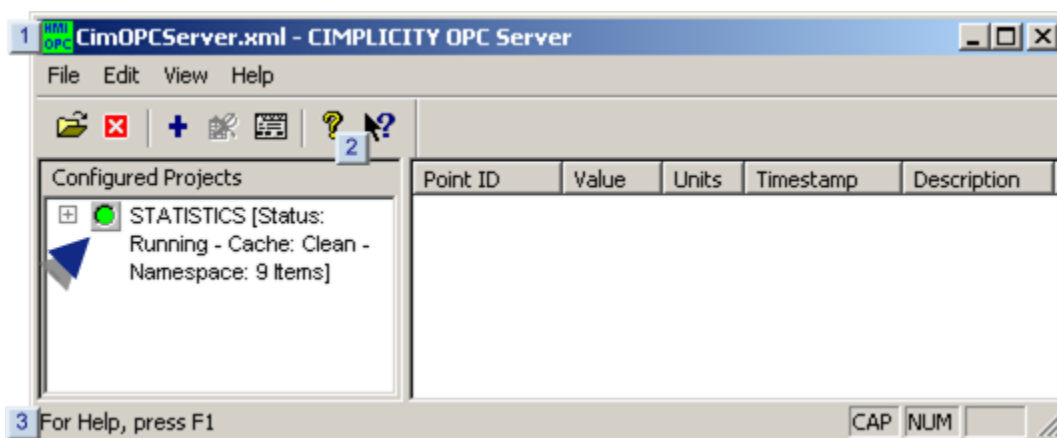 1 HMI OPC CimOPCServer.xml - CIMPLICITY OPC Server
File Edit View Help
2
Configured Projects
Point ID Value Units Timestamp Description
STATISTICS [Status:
Running - Cache: Clean -
Namespace: 9 Items]
3 For Help, press F1
CAP NUM